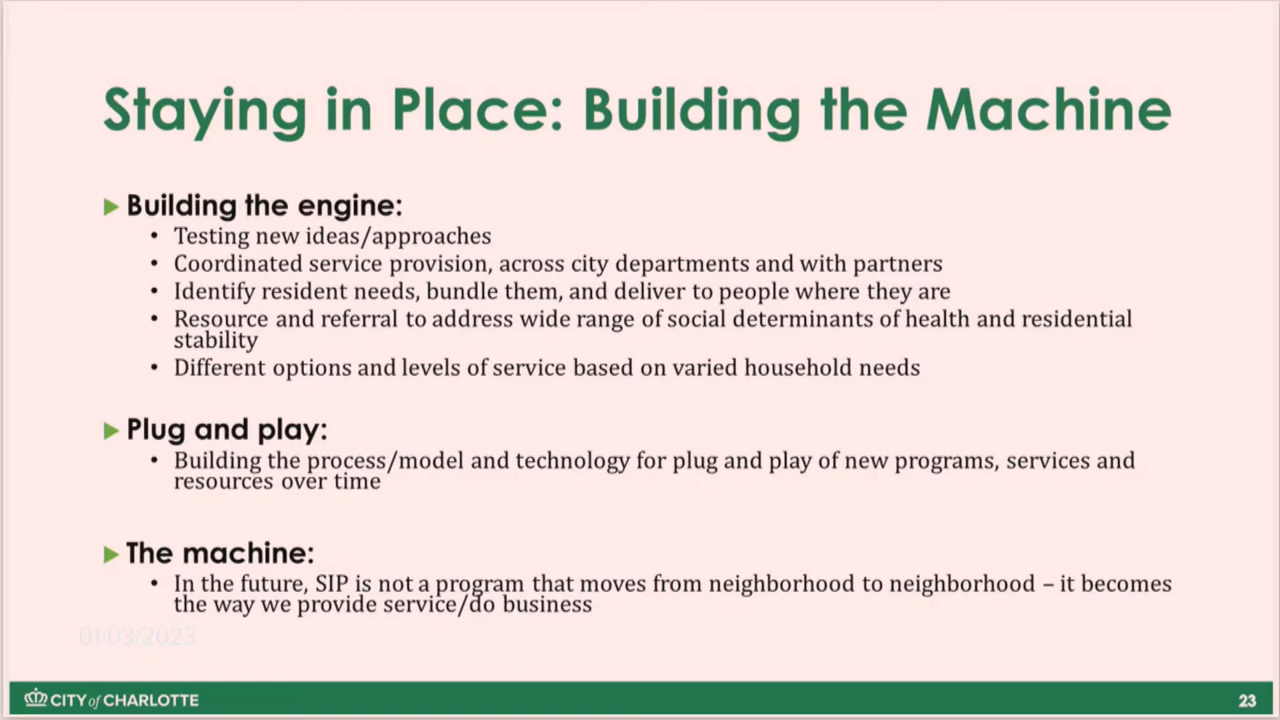 Staying in Place: Building the Machine
Building the engine:
• Testing new ideas/approaches
• Coordinated service provision, across city departments and with partners
• Identify resident needs, bundle them, and deliver to people where they are
• Resource and referral to address wide range of social determinants of health and residential
stability
• Different options and levels of service based on varied household needs
Plug and play:
• Building the process/model and technology for plug and play of new programs, services and
resources over time
The machine:
• In the future, SIP is not a program that moves from neighborhood to neighborhood – it becomes
the way we provide service/do business
01/03/2023
CITY of CHARLOTTE
23